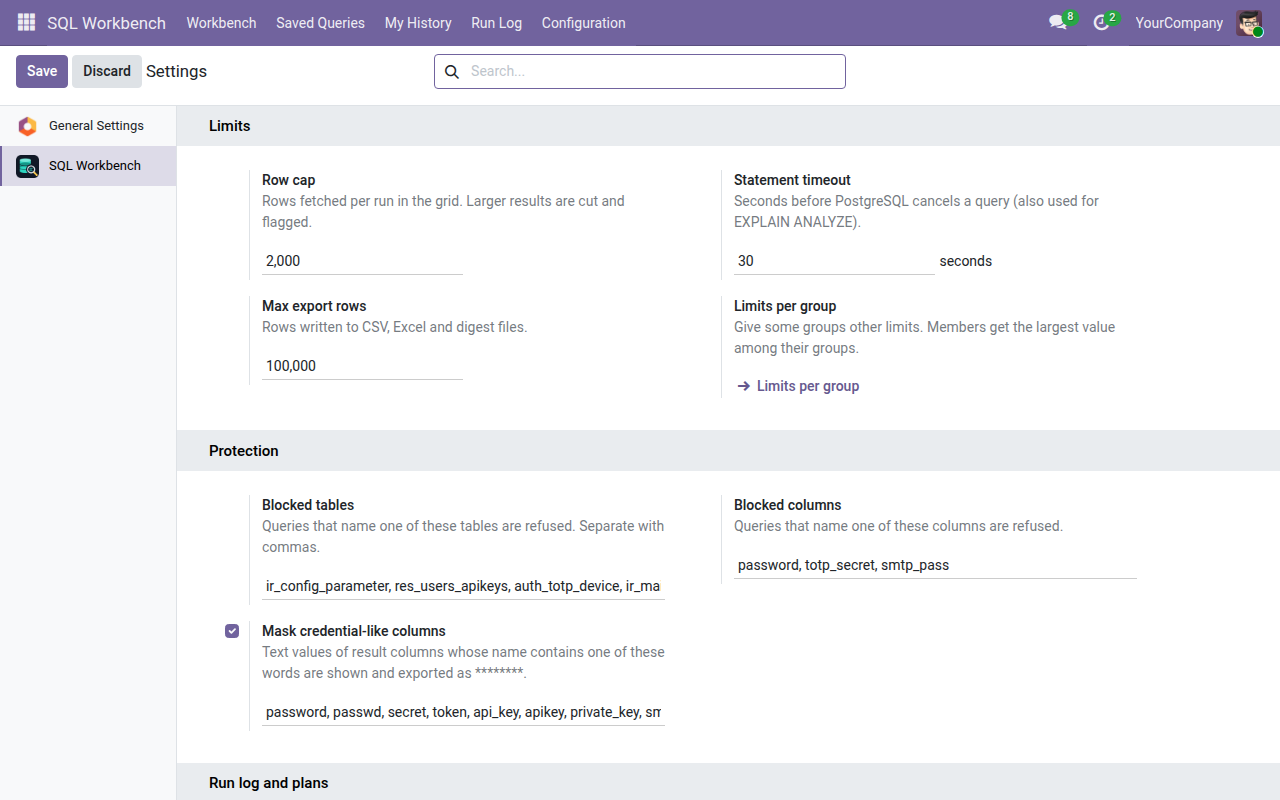 SQL Workbench Workbench Saved Queries My History Run Log Configuration 8 2 YourCompany
Save Discard Settings Search...
General Settings
SQL Workbench
Limits
Row cap
Rows fetched per run in the grid. Larger results are cut and
flagged.
2,000
Statement timeout
Seconds before PostgreSQL cancels a query (also used for
EXPLAIN ANALYZE).
30 seconds
Max export rows
Rows written to CSV, Excel and digest files.
100,000
Limits per group
Give some groups other limits. Members get the largest value
among their groups.
Limits per group
Protection
Blocked tables
Queries that name one of these tables are refused. Separate with
commas.
ir_config_parameter, res_users_apikeys, auth_totp_device, ir_mai
Blocked columns
Queries that name one of these columns are refused.
password, totp_secret, smtp_pass
Mask credential-like columns
Text values of result columns whose name contains one of these
words are shown and exported as ********.
password, passwd, secret, token, api_key, apikey, private_key, sm
Run log and plans